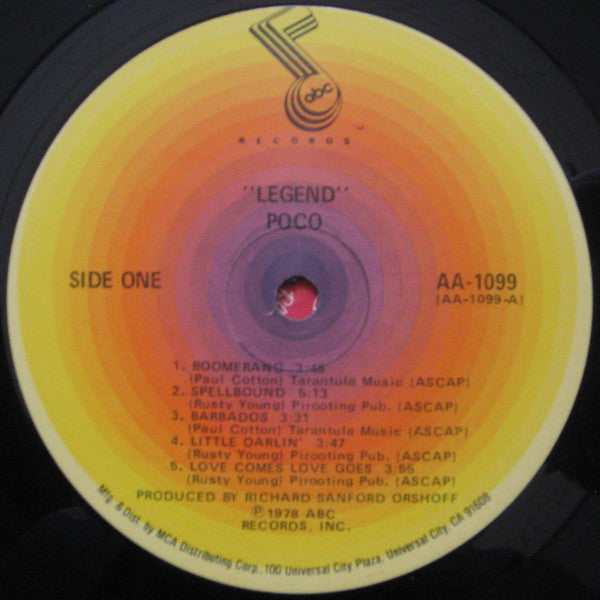 abc
RECORDS
TM
"LEGEND"
POCO
SIDE ONE
AA-1099
(AA-1099-A)
1. BOOMERANG 3:46
(Paul Cotton) Tarantula Music (ASCAP)
2. SPELLBOUND 5:13
(Rusty Young) Pirooting Pub. (ASCAP)
3. BARBADOS 3:31
(Paul Cotton) Tarantula Music (ASCAP)
4. LITTLE DARLIN' 3:47
(Rusty Young) Pirooting Pub. (ASCAP)
5. LOVE COMES LOVE GOES 3:55
(Rusty Young) Pirooting Pub. (ASCAP)
PRODUCED BY RICHARD SANFORD ORSHOFF
Ⓟ1978 ABC
RECORDS, INC.
Mfg. & Dist. by MCA Distributing Corp., 100 Universal City Plaza, Universal City, CA 91608